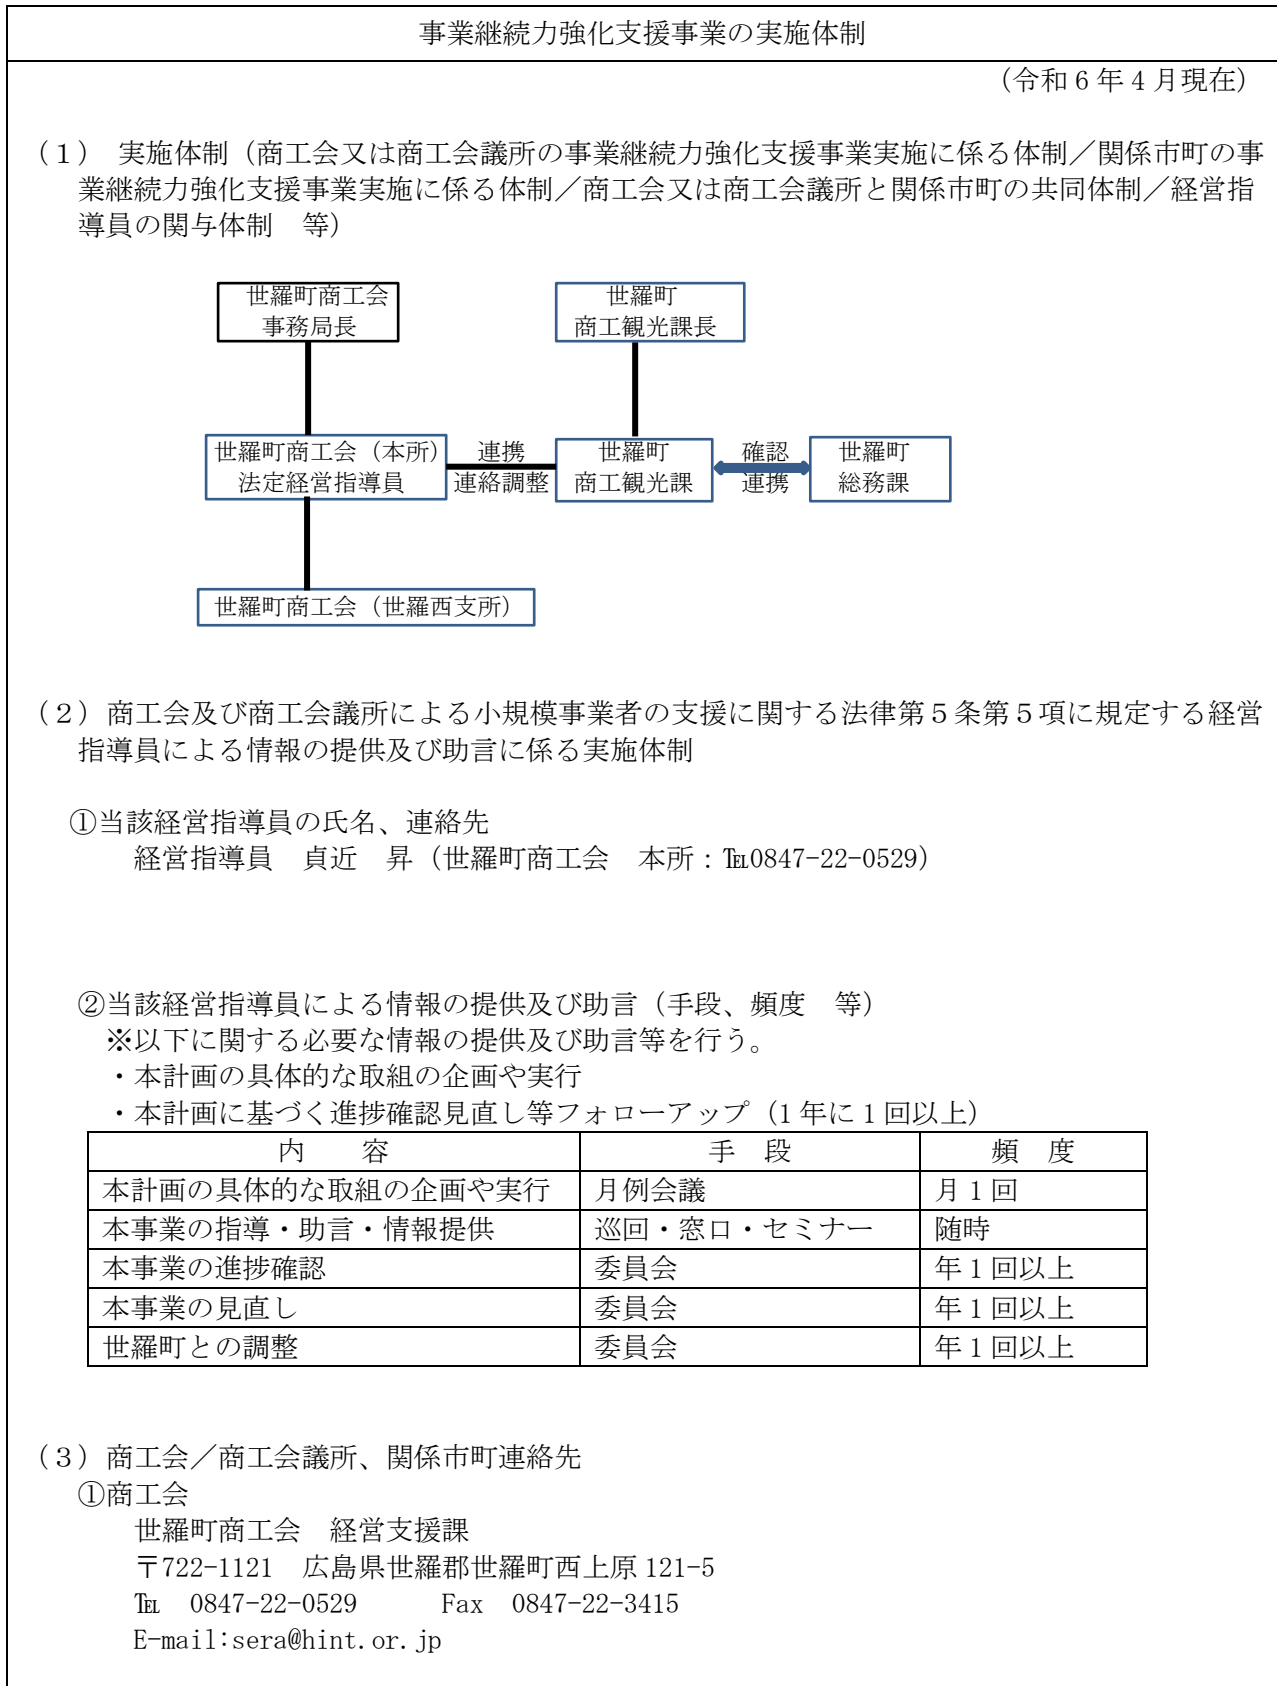 事業継続力強化支援事業の実施体制
（令和6年4月現在）
（１）　実施体制（商工会又は商工会議所の事業継続力強化支援事業実施に係る体制／関係市町の事
業継続力強化支援事業実施に係る体制／商工会又は商工会議所と関係市町の共同体制／経営指
導員の関与体制　等）
世羅町商工会
事務局長
世羅町
商工観光課長
世羅町商工会（本所）
法定経営指導員
連携
連絡調整
世羅町
商工観光課
確認
連携
世羅町
総務課
世羅町商工会（世羅西支所）
（２）商工会及び商工会議所による小規模事業者の支援に関する法律第５条第５項に規定する経営
指導員による情報の提供及び助言に係る実施体制
①当該経営指導員の氏名、連絡先
経営指導員　貞近　昇（世羅町商工会　本所：℡0847-22-0529）
②当該経営指導員による情報の提供及び助言（手段、頻度　等）
※以下に関する必要な情報の提供及び助言等を行う。
・本計画の具体的な取組の企画や実行
・本計画に基づく進捗確認見直し等フォローアップ（1年に1回以上）
内　　容　手　段　頻　度
本計画の具体的な取組の企画や実行　月例会議　月1回
本事業の指導・助言・情報提供　巡回・窓口・セミナー　随時
本事業の進捗確認　委員会　年1回以上
本事業の見直し　委員会　年1回以上
世羅町との調整　委員会　年1回以上
（３）商工会／商工会議所、関係市町連絡先
①商工会
世羅町商工会　経営支援課
〒722-1121　広島県世羅郡世羅町西上原121-5
℡　0847-22-0529　　　Fax　0847-22-3415
E-mail:sera@hint.or.jp